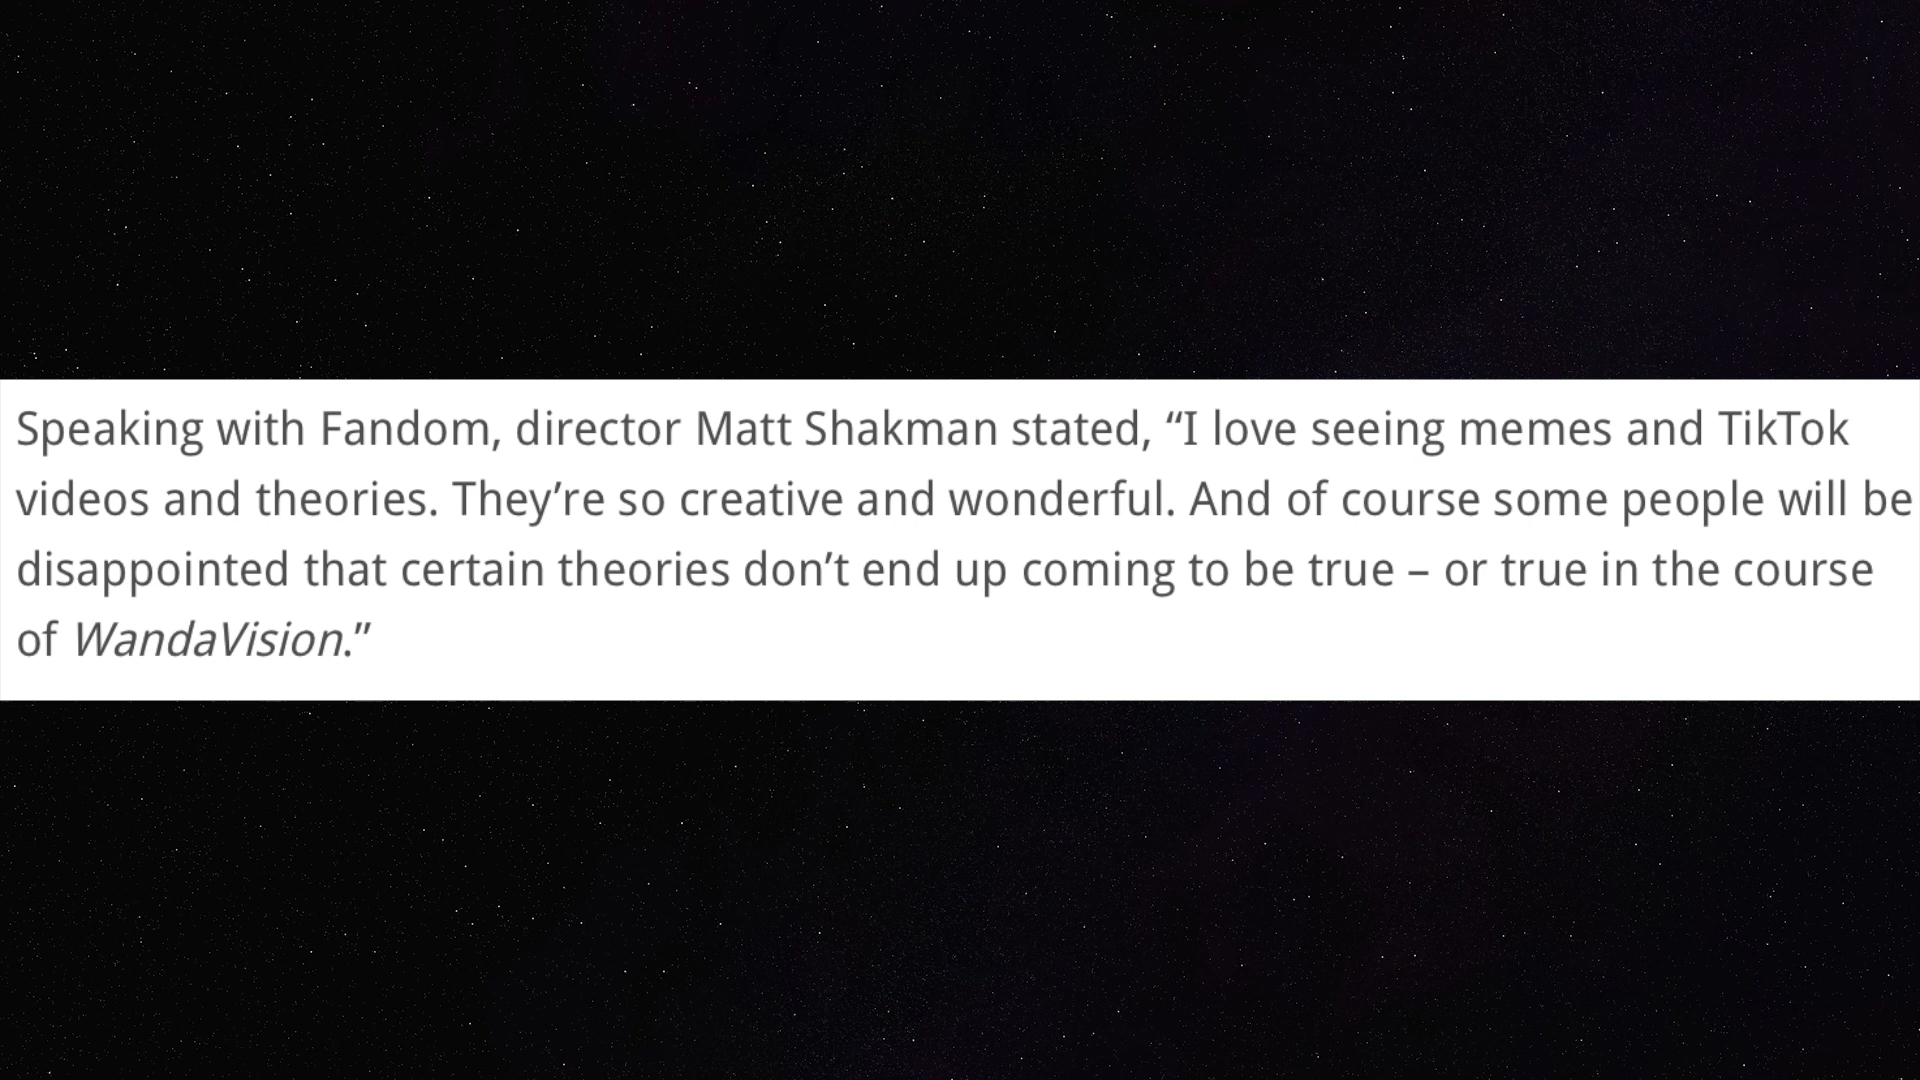 Speaking with Fandom, director Matt Shakman stated, “I love seeing memes and TikTok
videos and theories. They’re so creative and wonderful. And of course some people will be
disappointed that certain theories don’t end up coming to be true – or true in the course
of WandaVision.”